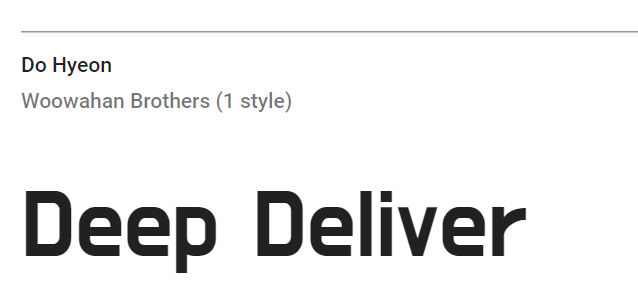 Do Hyeon
Woowahan Brothers (1 style)
Deep Deliver